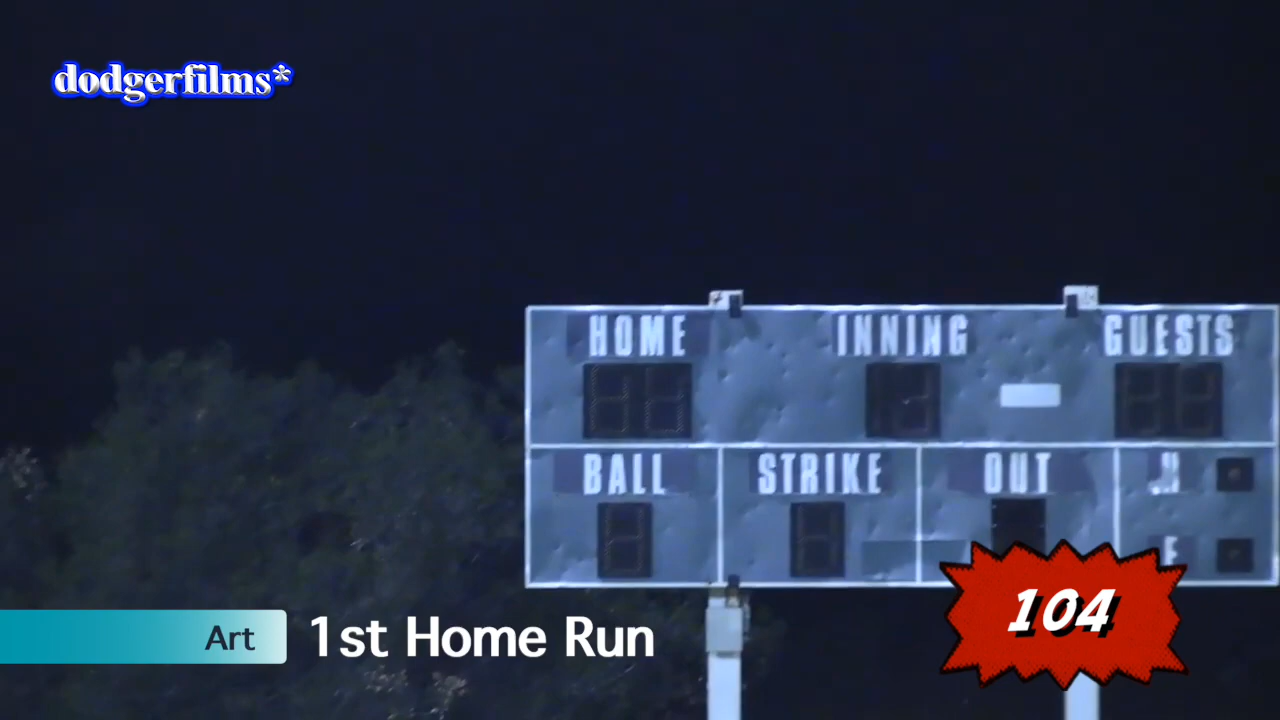 dodgerfilms*
HOME INNING GUESTS
BALL STRIKE OUT H
E
104
Art 1st Home Run